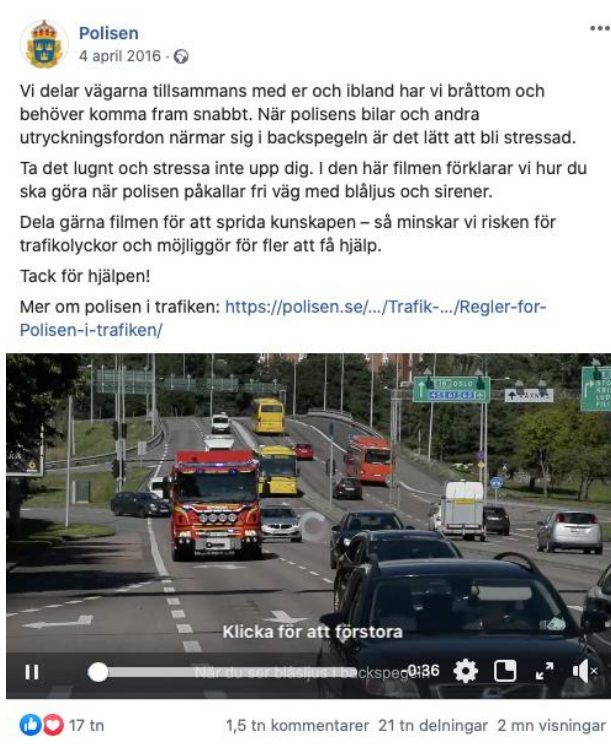 Polisen
4 april 2016 ·
Vi delar vägarna tillsammans med er och ibland har vi bråttom och
behöver komma fram snabbt. När polisens bilar och andra
utryckningsfordon närmar sig i backspegeln är det lätt att bli stressad.
Ta det lugnt och stressa inte upp dig. I den här filmen förklarar vi hur du
ska göra när polisen påkallar fri väg med blåljus och sirener.
Dela gärna filmen för att sprida kunskapen – så minskar vi risken för
trafikolyckor och möjliggör för fler att få hjälp.
Tack för hjälpen!
Mer om polisen i trafiken: https://polisen.se/.../Trafik-.../Regler-for-
Polisen-i-trafiken/
E18 OSLO
Klicka för att förstora
När du ser blåsljus i backspegeln
-0:36
17 tn
1,5 tn kommentarer 21 tn delningar 2 mn visningar